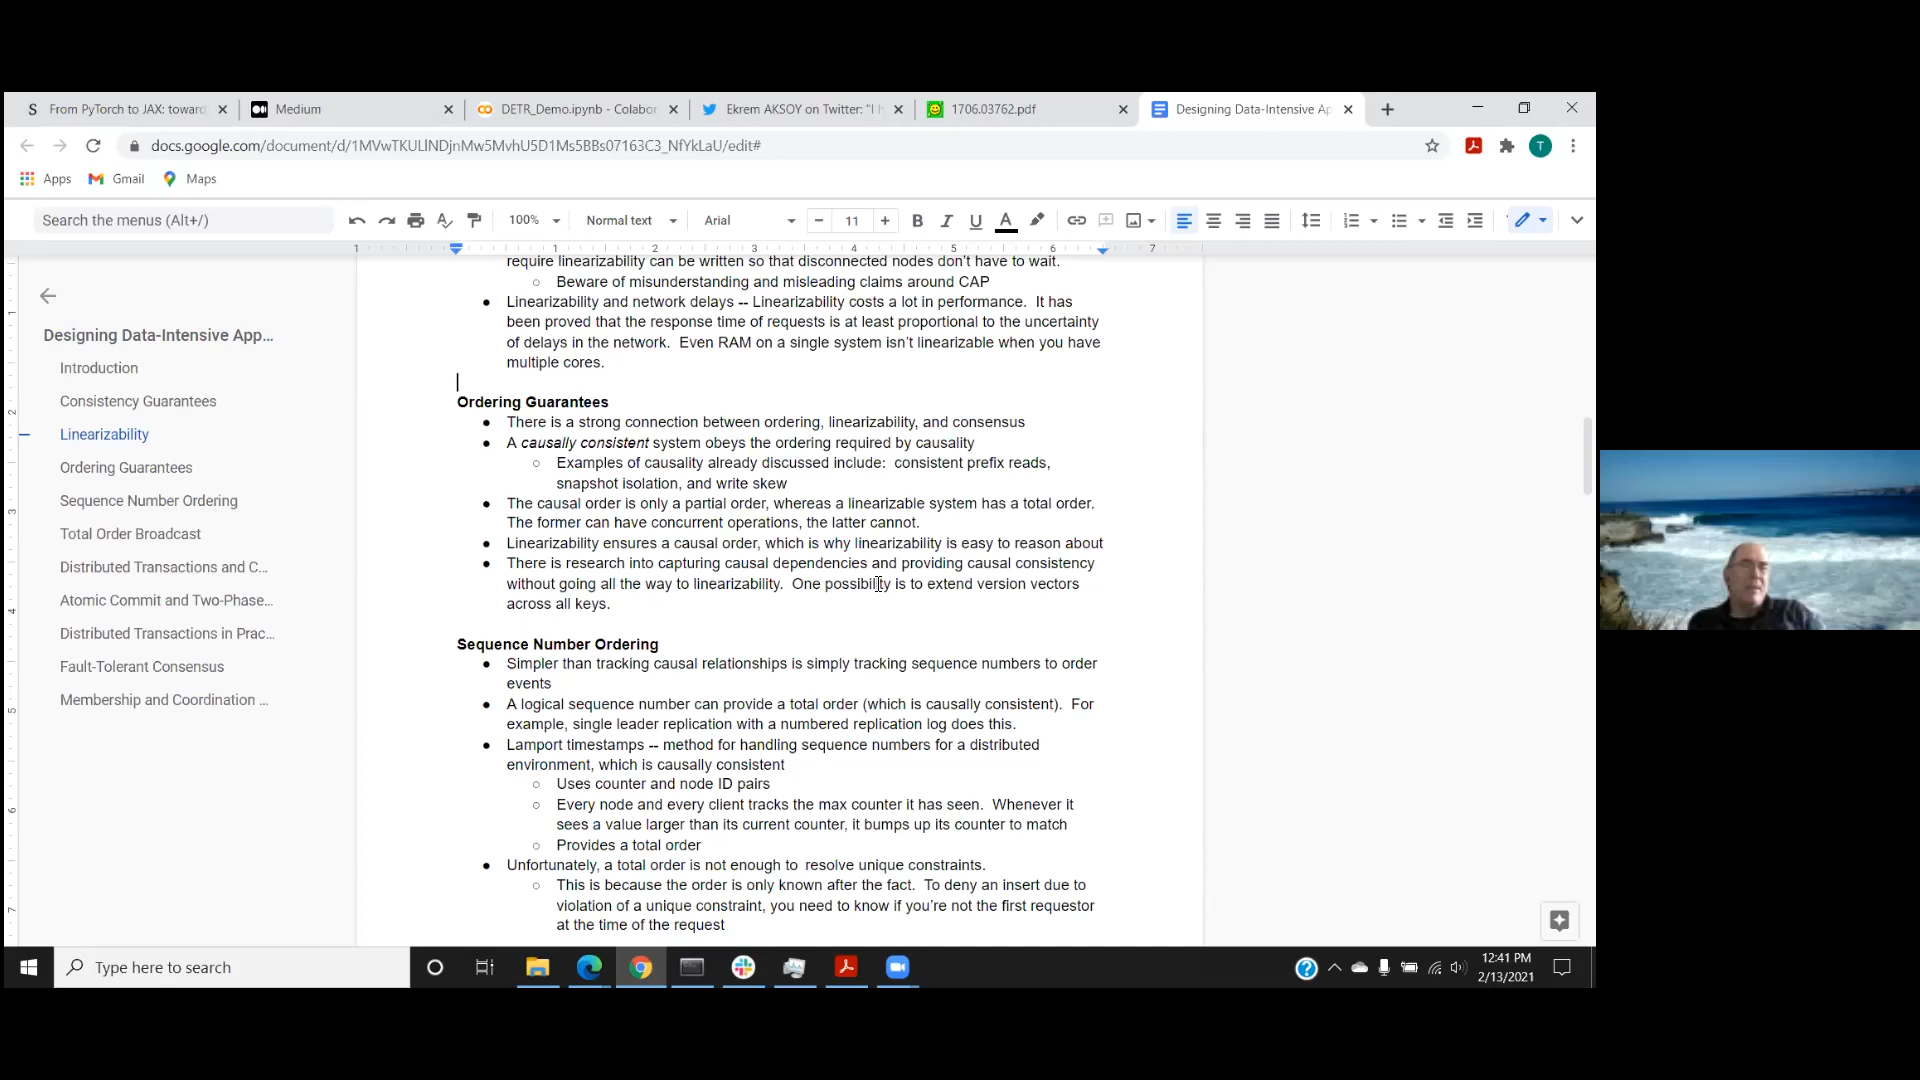 From PyTorch to JAX: toward
Medium
DETR_Demo.ipynb - Colabor
Ekrem AKSOY on Twitter: "I h
1706.03762.pdf
Designing Data-Intensive Ap
docs.google.com/document/d/1MVwTKULlNDjnMw5MvhU5D1Ms5BBs07163C3_NfYkLaU/edit#
T
Apps
Gmail
Maps
Search the menus (Alt+/)
100%
Normal text
Arial
11
B
I
U
A
1
1
2
3
4
5
6
7
require linearizability can be written so that disconnected nodes don't have to wait.
○ Beware of misunderstanding and misleading claims around CAP
● Linearizability and network delays -- Linearizability costs a lot in performance. It has
been proved that the response time of requests is at least proportional to the uncertainty
of delays in the network. Even RAM on a single system isn't linearizable when you have
multiple cores.
Ordering Guarantees
● There is a strong connection between ordering, linearizability, and consensus
● A causally consistent system obeys the ordering required by causality
○ Examples of causality already discussed include: consistent prefix reads,
snapshot isolation, and write skew
● The causal order is only a partial order, whereas a linearizable system has a total order.
The former can have concurrent operations, the latter cannot.
● Linearizability ensures a causal order, which is why linearizability is easy to reason about
● There is research into capturing causal dependencies and providing causal consistency
without going all the way to linearizability. One possibility is to extend version vectors
across all keys.
Sequence Number Ordering
● Simpler than tracking causal relationships is simply tracking sequence numbers to order
events
● A logical sequence number can provide a total order (which is causally consistent). For
example, single leader replication with a numbered replication log does this.
● Lamport timestamps -- method for handling sequence numbers for a distributed
environment, which is causally consistent
○ Uses counter and node ID pairs
○ Every node and every client tracks the max counter it has seen. Whenever it
sees a value larger than its current counter, it bumps up its counter to match
○ Provides a total order
● Unfortunately, a total order is not enough to resolve unique constraints.
○ This is because the order is only known after the fact. To deny an insert due to
violation of a unique constraint, you need to know if you're not the first requestor
at the time of the request
Designing Data-Intensive App...
Introduction
Consistency Guarantees
Linearizability
Ordering Guarantees
Sequence Number Ordering
Total Order Broadcast
Distributed Transactions and C...
Atomic Commit and Two-Phase...
Distributed Transactions in Prac...
Fault-Tolerant Consensus
Membership and Coordination ...
1
2
3
4
5
6
7
Type here to search
12:41 PM
2/13/2021